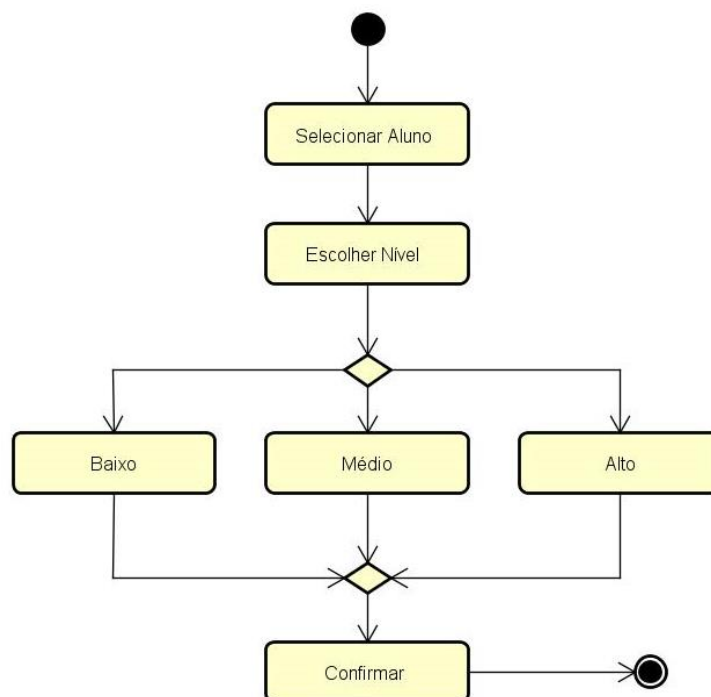 Selecionar Aluno
Escolher Nível
Baixo
Médio
Alto
Confirmar